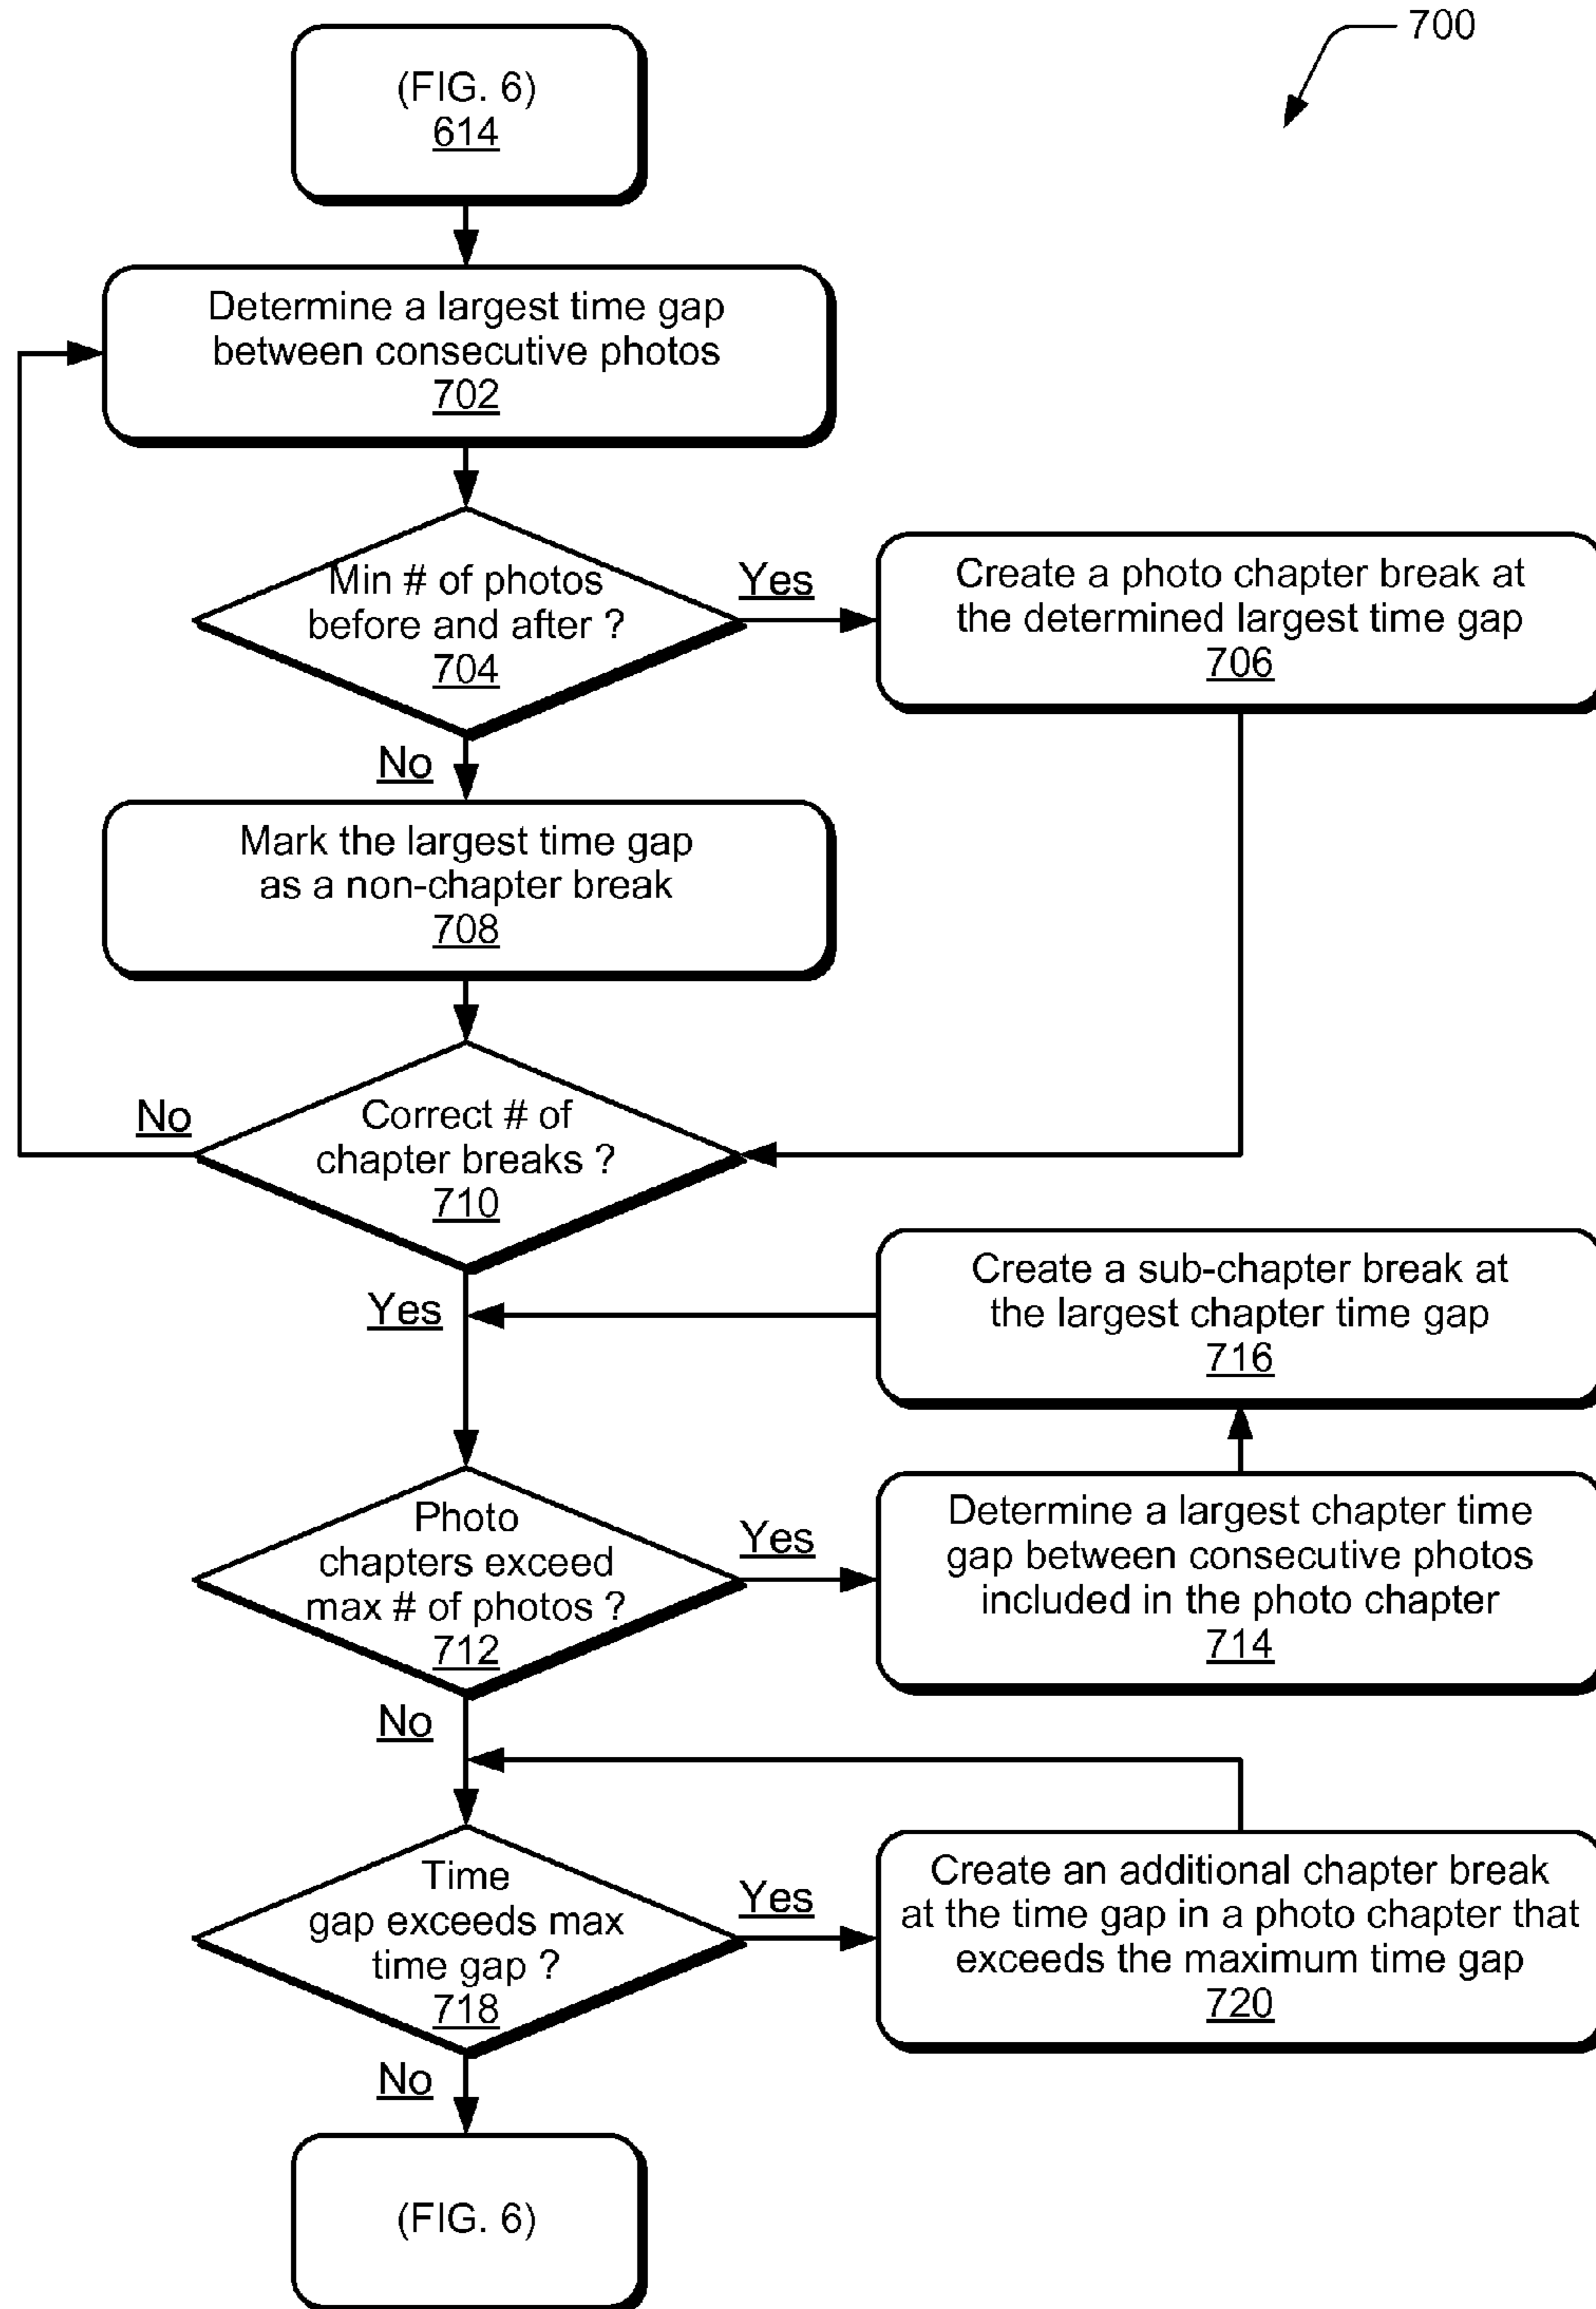 700
(FIG. 6)
614
Determine a largest time gap
between consecutive photos
702
Min # of photos
before and after ?
704
Yes
Create a photo chapter break at
the determined largest time gap
706
No
Mark the largest time gap
as a non-chapter break
708
Correct # of
chapter breaks ?
710
No
Yes
Create a sub-chapter break at
the largest chapter time gap
716
Photo
chapters exceed
max # of photos ?
712
Yes
Determine a largest chapter time
gap between consecutive photos
included in the photo chapter
714
No
Time
gap exceeds max
time gap ?
718
Yes
Create an additional chapter break
at the time gap in a photo chapter that
exceeds the maximum time gap
720
No
(FIG. 6)